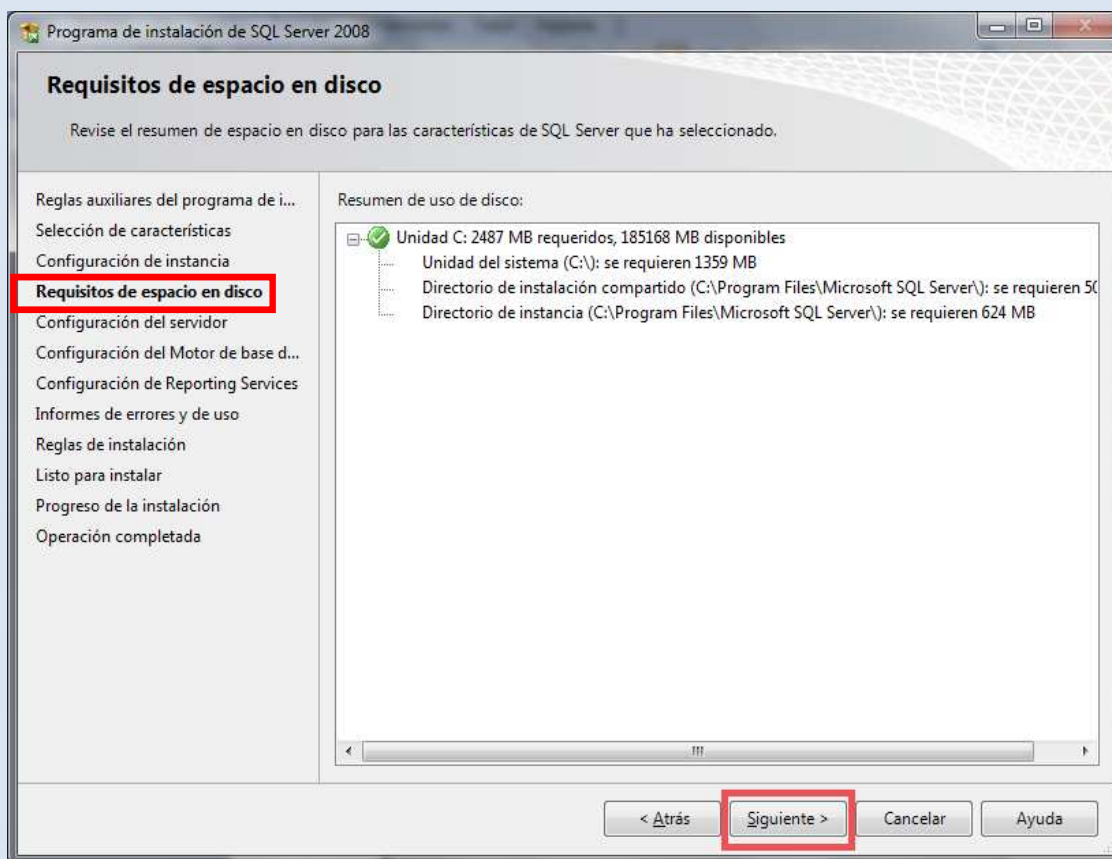 Programa de instalación de SQL Server 2008
Requisitos de espacio en disco
Revise el resumen de espacio en disco para las características de SQL Server que ha seleccionado.
Reglas auxiliares del programa de i...
Selección de características
Configuración de instancia
Requisitos de espacio en disco
Configuración del servidor
Configuración del Motor de base d...
Configuración de Reporting Services
Informes de errores y de uso
Reglas de instalación
Listo para instalar
Progreso de la instalación
Operación completada
Resumen de uso de disco:
Unidad C: 2487 MB requeridos, 185168 MB disponibles
Unidad del sistema (C:\): se requieren 1359 MB
Directorio de instalación compartido (C:\Program Files\Microsoft SQL Server\): se requieren 50
Directorio de instancia (C:\Program Files\Microsoft SQL Server\): se requieren 624 MB
< Atrás
Siguiente >
Cancelar
Ayuda